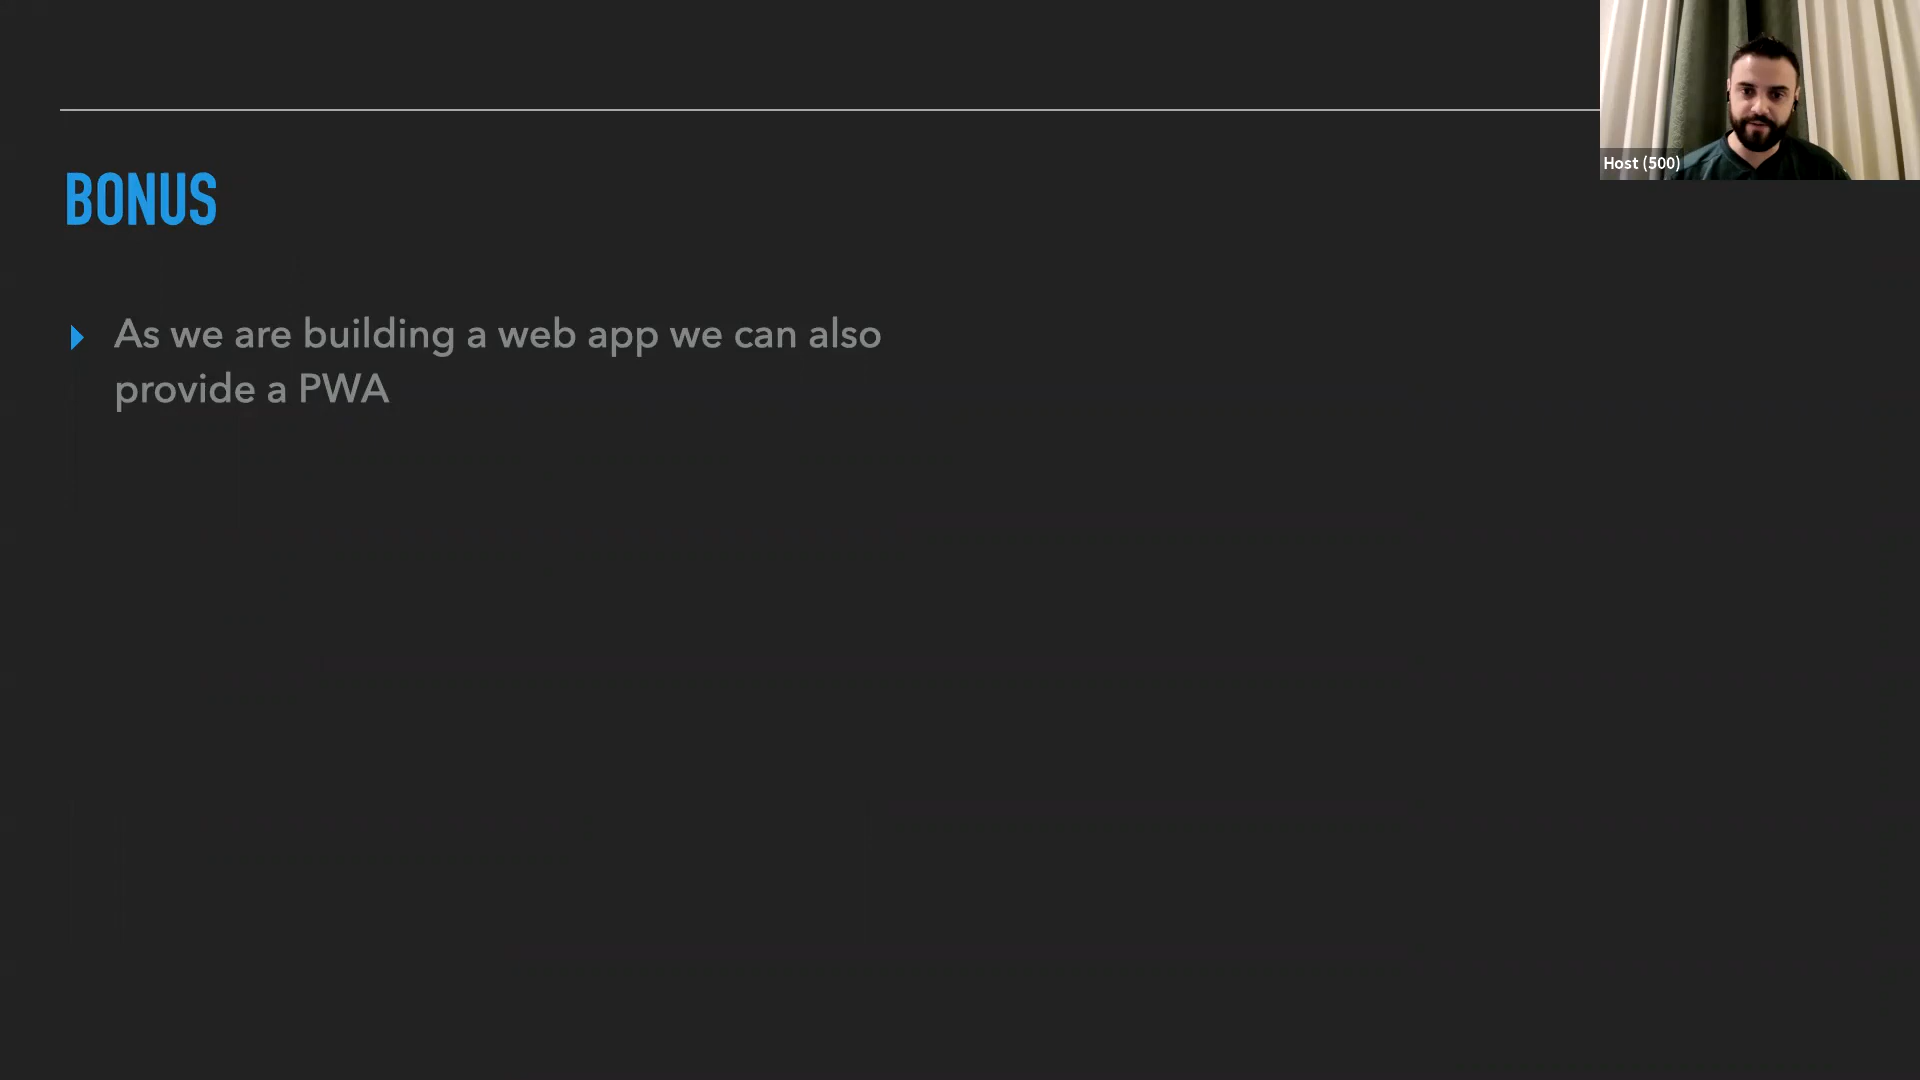 Host (500)
BONUS
As we are building a web app we can also
provide a PWA